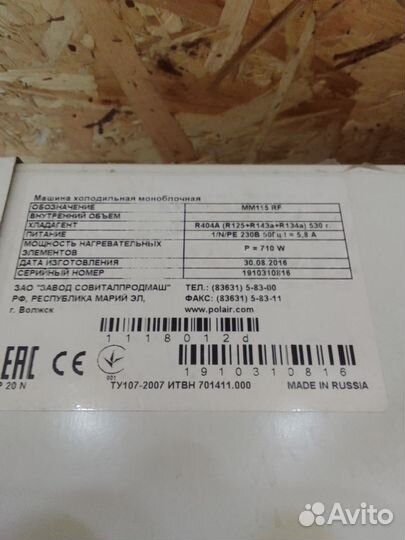 Машина холодильная моноблочная
ОБОЗНАЧЕНИЕ MM115 RF
ВНУТРЕННИЙ ОБЪЕМ
ХЛАДАГЕНТ R404A (R125+R143a+R134a) 530 г.
ПИТАНИЕ 1/N/PE 230В 50Гц I = 5,8 А
МОЩНОСТЬ НАГРЕВАТЕЛЬНЫХ ЭЛЕМЕНТОВ P = 710 W
ДАТА ИЗГОТОВЛЕНИЯ 30.08.2016
СЕРИЙНЫЙ НОМЕР 1910310816
ЗАО "ЗАВОД СОВИТАЛПРОДМАШ" ТЕЛ.: (83631) 5-83-00
РФ, РЕСПУБЛИКА МАРИЙ ЭЛ, ФАКС: (83631) 5-83-11
г. Волжск www.polair.com
1118012d
EAC CE 001
1910310816
P 20 N ТУ107-2007 ИТВН 701411.000 MADE IN RUSSIA
Avito